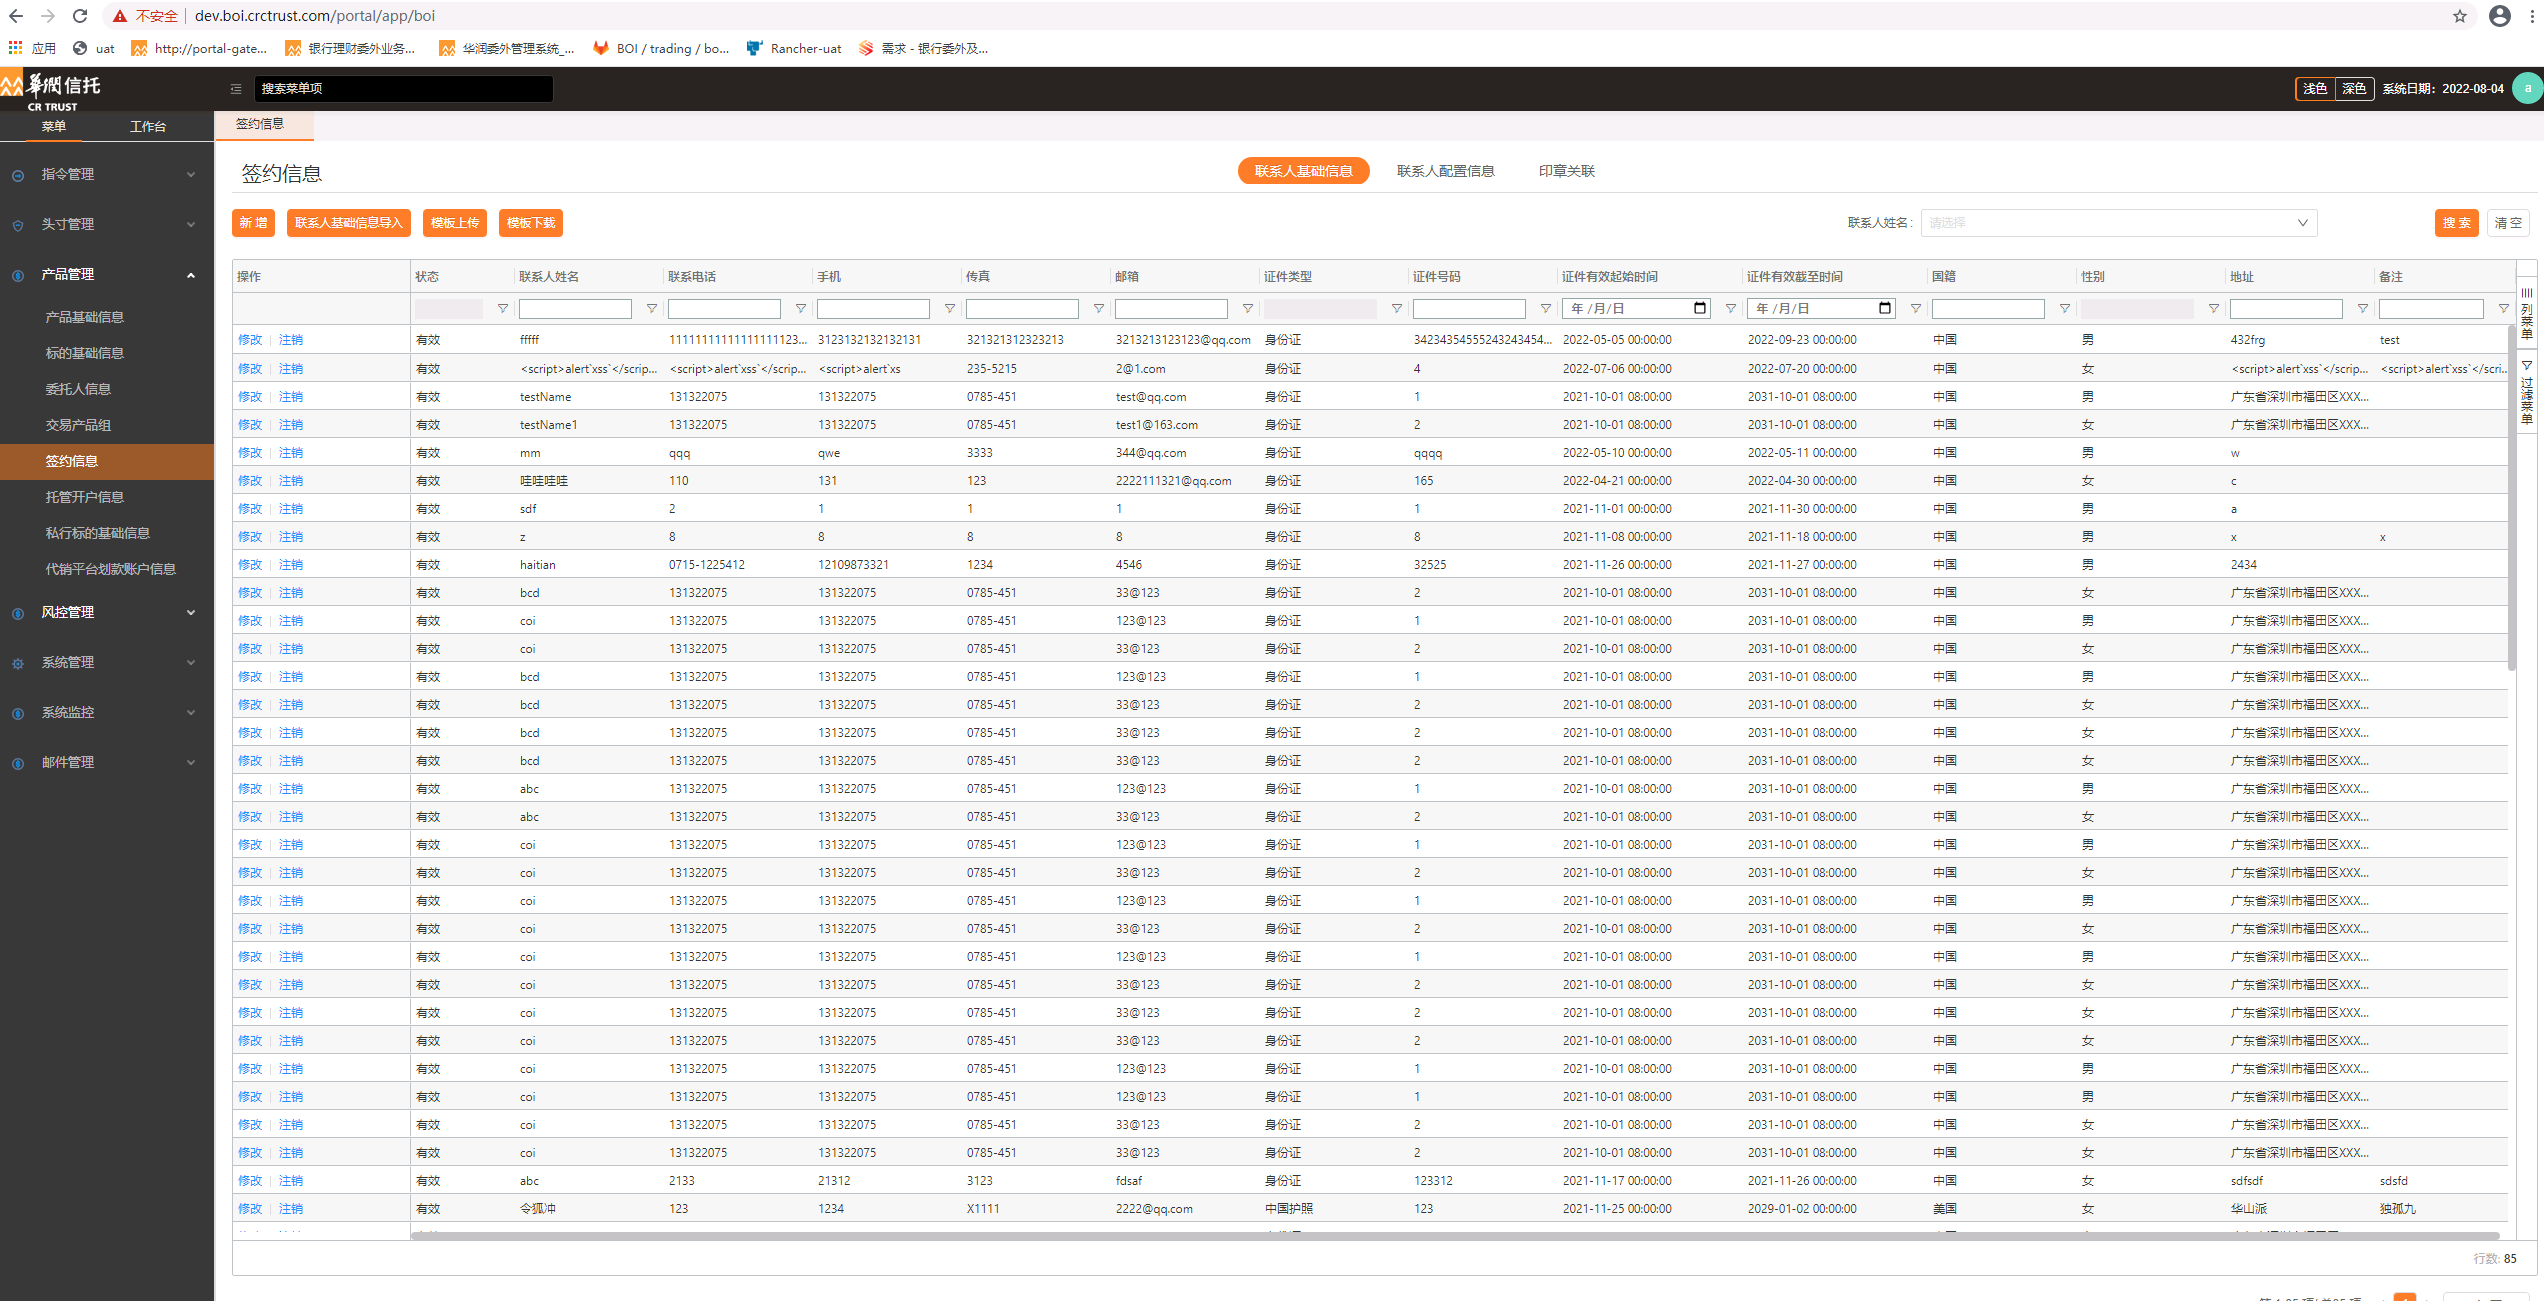 不安全 dev.boi.crctrust.com/portal/app/boi
应用 uat http://portal-gate... 银行理财委外业务... 华润委外管理系统_... BOI / trading / bo... Rancher-uat 需求 - 银行委外及...
華潤信托 CR TRUST 搜索菜单项 浅色 深色 系统日期：2022-08-04 a
菜单 工作台 签约信息
指令管理
头寸管理
产品管理
产品基础信息
标的基础信息
委托人信息
交易产品组
签约信息
托管开户信息
私行标的基础信息
代销平台划款账户信息
风控管理
系统管理
系统监控
邮件管理
签约信息 联系人基础信息 联系人配置信息 印章关联
新 增 联系人基础信息导入 模板上传 模板下载 联系人姓名： 请选择 搜 索 清 空
操作 状态 联系人姓名 联系电话 手机 传真 邮箱 证件类型 证件号码 证件有效起始时间 证件有效截至时间 国籍 性别 地址 备注
年 /月/日 年 /月/日
列菜单
过滤菜单
修改 注销 有效 fffff 11111111111111111123... 3123132132132131 321321312323213 3213213123123@qq.com 身份证 34234354555243243454... 2022-05-05 00:00:00 2022-09-23 00:00:00 中国 男 432frg test
修改 注销 有效 <script>alert`xss`</scrip... <script>alert`xss`</scrip... <script>alert`xs 235-5215 2@1.com 身份证 4 2022-07-06 00:00:00 2022-07-20 00:00:00 中国 女 <script>alert`xss`</scrip... <script>alert`xss`</scri...
修改 注销 有效 testName 131322075 131322075 0785-451 test@qq.com 身份证 1 2021-10-01 08:00:00 2031-10-01 08:00:00 中国 男 广东省深圳市福田区XXX...
修改 注销 有效 testName1 131322075 131322075 0785-451 test1@163.com 身份证 2 2021-10-01 08:00:00 2031-10-01 08:00:00 中国 女 广东省深圳市福田区XXX...
修改 注销 有效 mm qqq qwe 3333 344@qq.com 身份证 qqqq 2022-05-10 00:00:00 2022-05-11 00:00:00 中国 男 w
修改 注销 有效 哇哇哇哇 110 131 123 2222111321@qq.com 身份证 165 2022-04-21 00:00:00 2022-04-30 00:00:00 中国 女 c
修改 注销 有效 sdf 2 1 1 1 身份证 1 2021-11-01 00:00:00 2021-11-30 00:00:00 中国 男 a
修改 注销 有效 z 8 8 8 8 身份证 8 2021-11-08 00:00:00 2021-11-18 00:00:00 中国 男 x x
修改 注销 有效 haitian 0715-1225412 12109873321 1234 4546 身份证 32525 2021-11-26 00:00:00 2021-11-27 00:00:00 中国 男 2434
修改 注销 有效 bcd 131322075 131322075 0785-451 33@123 身份证 2 2021-10-01 08:00:00 2031-10-01 08:00:00 中国 女 广东省深圳市福田区XXX...
修改 注销 有效 coi 131322075 131322075 0785-451 123@123 身份证 1 2021-10-01 08:00:00 2031-10-01 08:00:00 中国 男 广东省深圳市福田区XXX...
修改 注销 有效 coi 131322075 131322075 0785-451 33@123 身份证 2 2021-10-01 08:00:00 2031-10-01 08:00:00 中国 女 广东省深圳市福田区XXX...
修改 注销 有效 bcd 131322075 131322075 0785-451 123@123 身份证 1 2021-10-01 08:00:00 2031-10-01 08:00:00 中国 男 广东省深圳市福田区XXX...
修改 注销 有效 bcd 131322075 131322075 0785-451 33@123 身份证 2 2021-10-01 08:00:00 2031-10-01 08:00:00 中国 女 广东省深圳市福田区XXX...
修改 注销 有效 bcd 131322075 131322075 0785-451 33@123 身份证 2 2021-10-01 08:00:00 2031-10-01 08:00:00 中国 女 广东省深圳市福田区XXX...
修改 注销 有效 bcd 131322075 131322075 0785-451 33@123 身份证 2 2021-10-01 08:00:00 2031-10-01 08:00:00 中国 女 广东省深圳市福田区XXX...
修改 注销 有效 abc 131322075 131322075 0785-451 123@123 身份证 1 2021-10-01 08:00:00 2031-10-01 08:00:00 中国 男 广东省深圳市福田区XXX...
修改 注销 有效 abc 131322075 131322075 0785-451 33@123 身份证 2 2021-10-01 08:00:00 2031-10-01 08:00:00 中国 女 广东省深圳市福田区XXX...
修改 注销 有效 coi 131322075 131322075 0785-451 123@123 身份证 1 2021-10-01 08:00:00 2031-10-01 08:00:00 中国 男 广东省深圳市福田区XXX...
修改 注销 有效 coi 131322075 131322075 0785-451 33@123 身份证 2 2021-10-01 08:00:00 2031-10-01 08:00:00 中国 女 广东省深圳市福田区XXX...
修改 注销 有效 coi 131322075 131322075 0785-451 123@123 身份证 1 2021-10-01 08:00:00 2031-10-01 08:00:00 中国 男 广东省深圳市福田区XXX...
修改 注销 有效 coi 131322075 131322075 0785-451 33@123 身份证 2 2021-10-01 08:00:00 2031-10-01 08:00:00 中国 女 广东省深圳市福田区XXX...
修改 注销 有效 coi 131322075 131322075 0785-451 123@123 身份证 1 2021-10-01 08:00:00 2031-10-01 08:00:00 中国 男 广东省深圳市福田区XXX...
修改 注销 有效 coi 131322075 131322075 0785-451 33@123 身份证 2 2021-10-01 08:00:00 2031-10-01 08:00:00 中国 女 广东省深圳市福田区XXX...
修改 注销 有效 coi 131322075 131322075 0785-451 33@123 身份证 2 2021-10-01 08:00:00 2031-10-01 08:00:00 中国 女 广东省深圳市福田区XXX...
修改 注销 有效 coi 131322075 131322075 0785-451 33@123 身份证 2 2021-10-01 08:00:00 2031-10-01 08:00:00 中国 女 广东省深圳市福田区XXX...
修改 注销 有效 coi 131322075 131322075 0785-451 123@123 身份证 1 2021-10-01 08:00:00 2031-10-01 08:00:00 中国 男 广东省深圳市福田区XXX...
修改 注销 有效 coi 131322075 131322075 0785-451 123@123 身份证 1 2021-10-01 08:00:00 2031-10-01 08:00:00 中国 男 广东省深圳市福田区XXX...
修改 注销 有效 coi 131322075 131322075 0785-451 33@123 身份证 2 2021-10-01 08:00:00 2031-10-01 08:00:00 中国 女 广东省深圳市福田区XXX...
修改 注销 有效 coi 131322075 131322075 0785-451 33@123 身份证 2 2021-10-01 08:00:00 2031-10-01 08:00:00 中国 女 广东省深圳市福田区XXX...
修改 注销 有效 abc 2133 21312 3123 fdsaf 身份证 123312 2021-11-17 00:00:00 2021-11-26 00:00:00 中国 女 sdfsdf sdsfd
修改 注销 有效 令狐冲 123 1234 X1111 2222@qq.com 中国护照 123 2021-11-25 00:00:00 2029-01-02 00:00:00 美国 女 华山派 独孤九
行数: 85